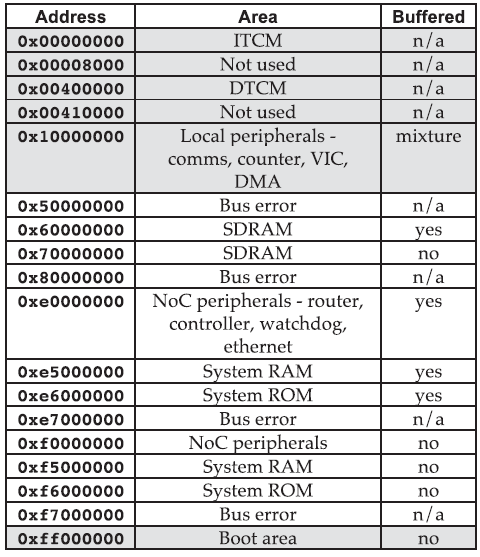 Address Area Buffered
0x00000000 ITCM n/a
0x00008000 Not used n/a
0x00400000 DTCM n/a
0x00410000 Not used n/a
0x10000000 Local peripherals - mixture
comms, counter, VIC,
DMA
0x50000000 Bus error n/a
0x60000000 SDRAM yes
0x70000000 SDRAM no
0x80000000 Bus error n/a
0xe0000000 NoC peripherals - router, yes
controller, watchdog,
ethernet
0xe5000000 System RAM yes
0xe6000000 System ROM yes
0xe7000000 Bus error n/a
0xf0000000 NoC peripherals no
0xf5000000 System RAM no
0xf6000000 System ROM no
0xf7000000 Bus error n/a
0xff000000 Boot area no